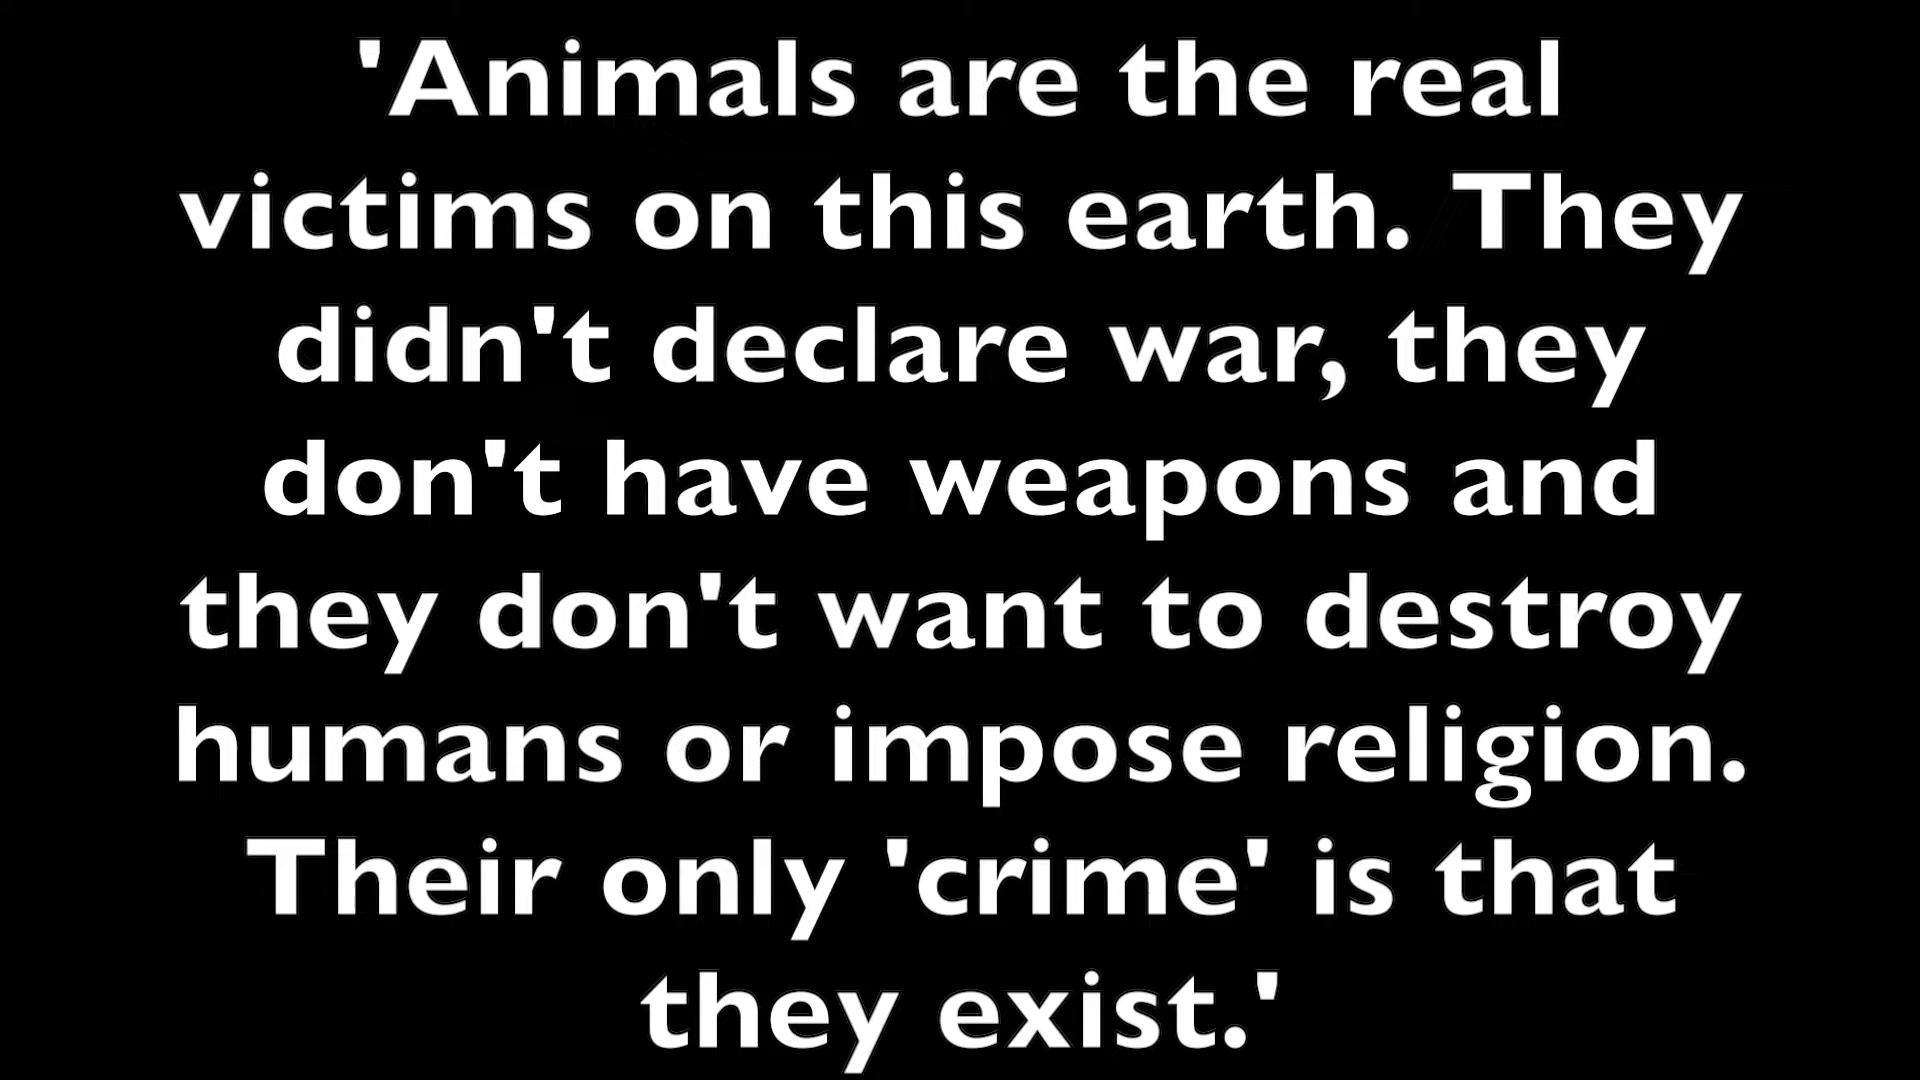 'Animals are the real
victims on this earth. They
didn't declare war, they
don't have weapons and
they don't want to destroy
humans or impose religion.
Their only 'crime' is that
they exist.'